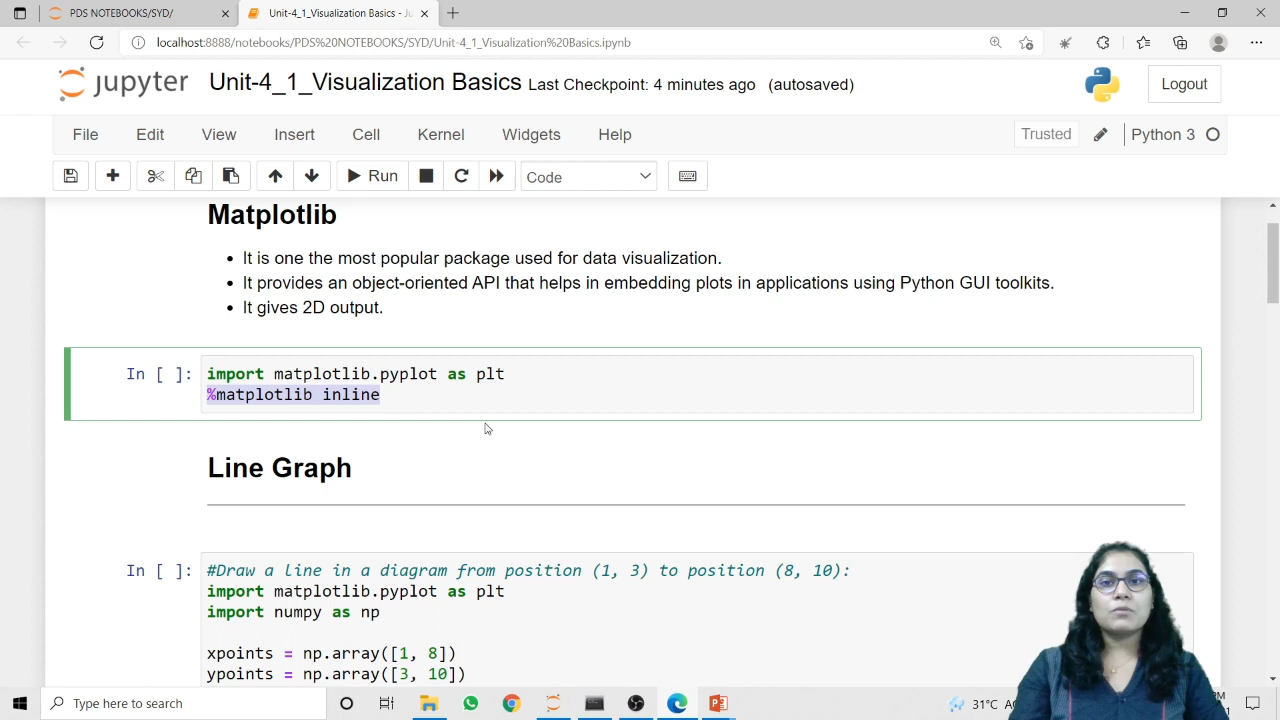 PDS NOTEBOOKS/SYD/
Unit-4_1_Visualization Basics - Ju
localhost:8888/notebooks/PDS%20NOTEBOOKS/SYD/Unit-4_1_Visualization%20Basics.ipynb
jupyter Unit-4_1_Visualization Basics Last Checkpoint: 4 minutes ago (autosaved)
Logout
File Edit View Insert Cell Kernel Widgets Help
Trusted
Python 3
Run
Code
Matplotlib
It is one the most popular package used for data visualization.
It provides an object-oriented API that helps in embedding plots in applications using Python GUI toolkits.
It gives 2D output.
In [ ]: import matplotlib.pyplot as plt
%matplotlib inline
Line Graph
In [ ]: #Draw a line in a diagram from position (1, 3) to position (8, 10):
import matplotlib.pyplot as plt
import numpy as np
xpoints = np.array([1, 8])
ypoints = np.array([3, 10])
Type here to search
31°C